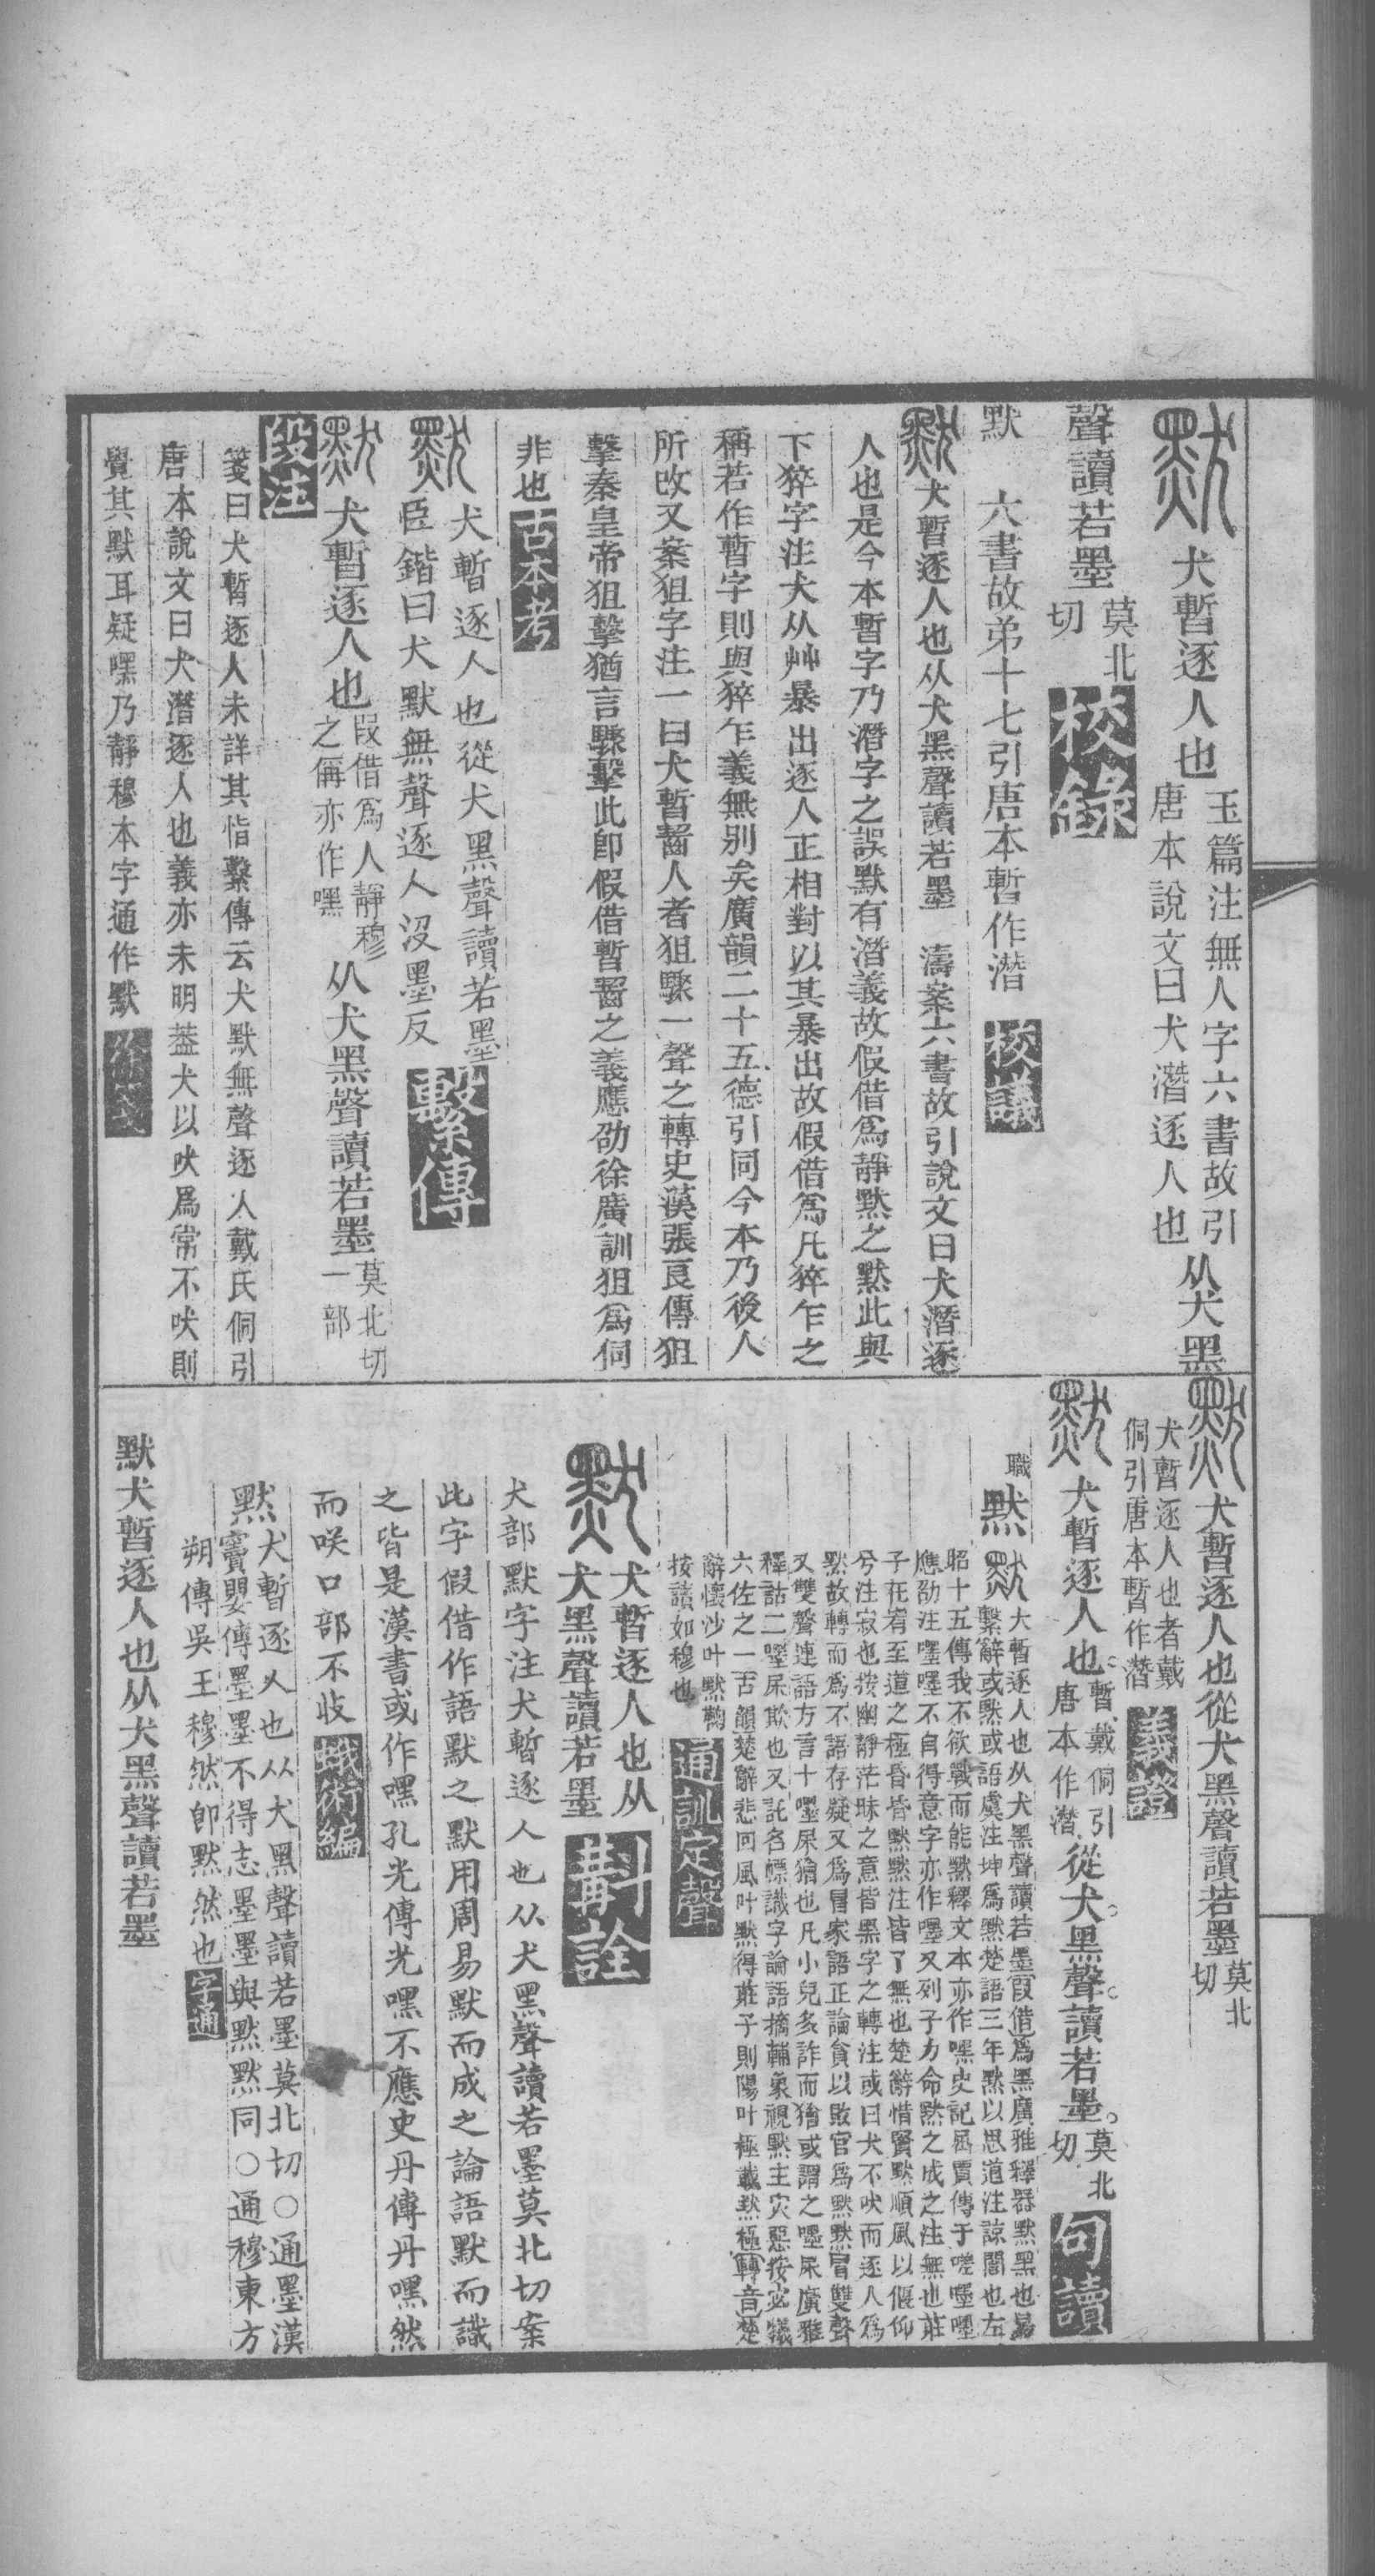 默犬暫逐人也玉篇注無人字六書故引
唐本說文曰犬潛逐人也从犬黑
聲讀若墨莫北
切校錄
默 六書故弟十七引唐本暫作潛 校議
默犬暫逐人也从犬黑聲讀若墨 濤案六書故引說文曰犬潛逐
人也是今本暫字乃潛字之誤默有潛義故假借爲靜默之默此與
下猝字注犬从艸暴出逐人正相對以其暴出故假借爲凡猝乍之
稱若作暫字則與猝乍義無别矣廣韻二十五德引同今本乃後人
所改又案狙字注一曰犬暫齧人者狙驟一聲之轉史漢張良傳狙
擊秦皇帝狙擊猶言驟擊此卽假借暫齧之義應劭徐廣訓狙爲伺
非也古本考
默犬暫逐人也從犬黑聲讀若墨
臣鍇曰犬默無聲逐人没墨反繫傳
默犬暫逐人也叚借爲人靜穆
之偁亦作嘿从犬黑聲讀若墨莫北切
一部
段注
箋曰犬暫逐人未詳其恉繫傳云犬默無聲逐人戴氏侗引
唐本說文曰犬潛逐人也義亦未明葢犬以吠爲常不吠則
覺其默耳疑嘿乃靜穆本字通作默徐箋
默犬暫逐人也從犬黑聲讀若墨莫北
切
犬暫逐人也者戴
侗引唐本暫作潛義證
默犬暫逐人也暫戴侗引
唐本作潛從犬黑聲讀若墨莫北
切句讀
職默默犬暫逐人也从犬黑聲讀若墨叚借爲黑廣雅釋器默黑也易
繫辭或默或語虞注坤爲默楚語三年默以思道注諒闇也左
昭十五傳我不欲戰而能默釋文本亦作嘿史記屈賈傳于嗟嚜嚜
應劭注嚜嚜不自得意字亦作嚜又列子力命默之成之注無也莊
子在宥至道之極昏昏默默注皆了無也楚辭惜賢默順風以偃仰
兮注寂也按幽靜茫昧之意皆黑字之轉注或曰犬不吠而逐人爲
默故轉而爲不語存疑又爲冒家語正論貪以敗官爲默默冒雙聲
又雙聲連語方言十嚜㞏獪也凡小兒多詐而獪或謂之嚜㞏廣雅
釋詁二嚜㞏欺也又託名幖識字論語摘輔象視默主災惡按宓犧
六佐之一古韻楚辭悲回風叶默得莊子則陽叶極載默極轉音楚
辭懷沙叶默鞠
按讀如穆也通訓定聲
默犬暫逐人也从
犬黑聲讀若墨斠詮
犬部默字注犬暫逐人也从犬黑聲讀若墨莫北切案
此字假借作語默之默用周易默而成之論語默而識
之皆是漢書或作嘿孔光傳光嘿不應史丹傳丹嘿然
而咲口部不收蛾術編
默犬暫逐人也从犬黑聲讀若墨莫北切○通墨漢
竇嬰傳墨墨不得志墨墨與默默同○通穆東方
朔傳吳王穆然卽默然也字通
默犬暫逐人也从犬黑聲讀若墨